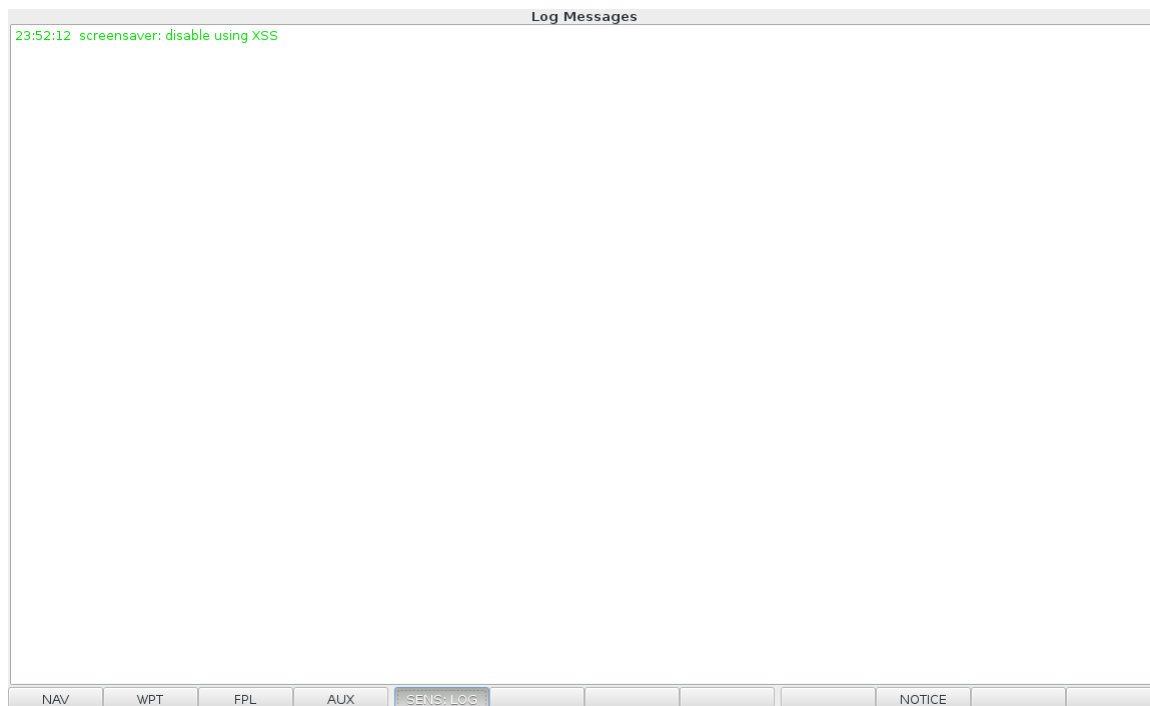 Log Messages
23:52:12 screensaver: disable using XSS
NAV WPT FPL AUX SENS: LOG NOTICE